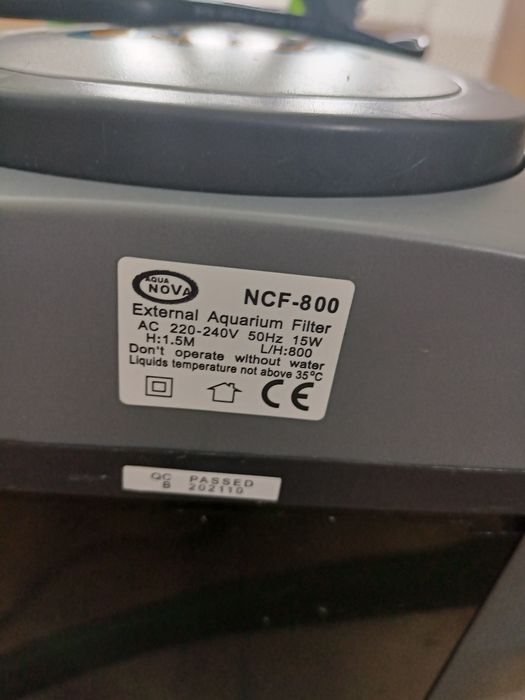 AQUA
NOVA
NCF-800
External Aquarium Filter
AC 220-240V 50Hz 15W
H:1.5M L/H:800
Don't operate without water
Liquids temperature not above 35°C
CE
QC PASSED
B 202110